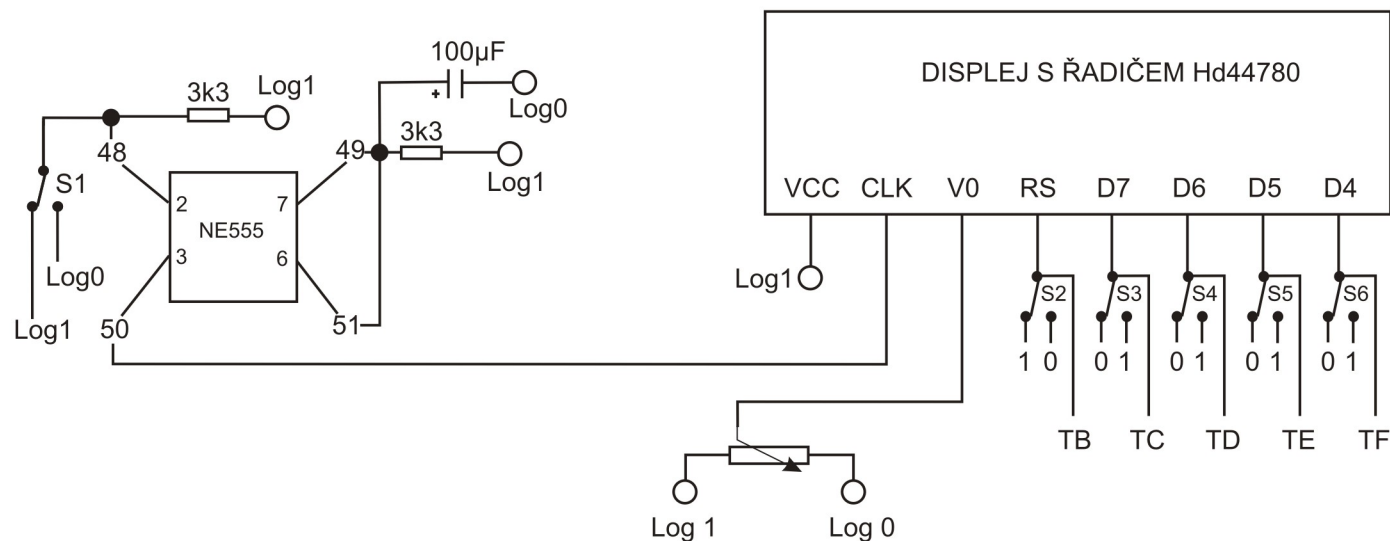 100µF
Log0
3k3
Log1
3k3
Log1
48
49
S1
2
7
NE555
3
6
Log0
Log1
50
51
DISPLEJ S ŘADIČEM Hd44780
VCC CLK V0 RS D7 D6 D5 D4
Log1
S2 S3 S4 S5 S6
1 0 0 1 0 1 0 1 0 1
TB TC TD TE TF
Log 1
Log 0